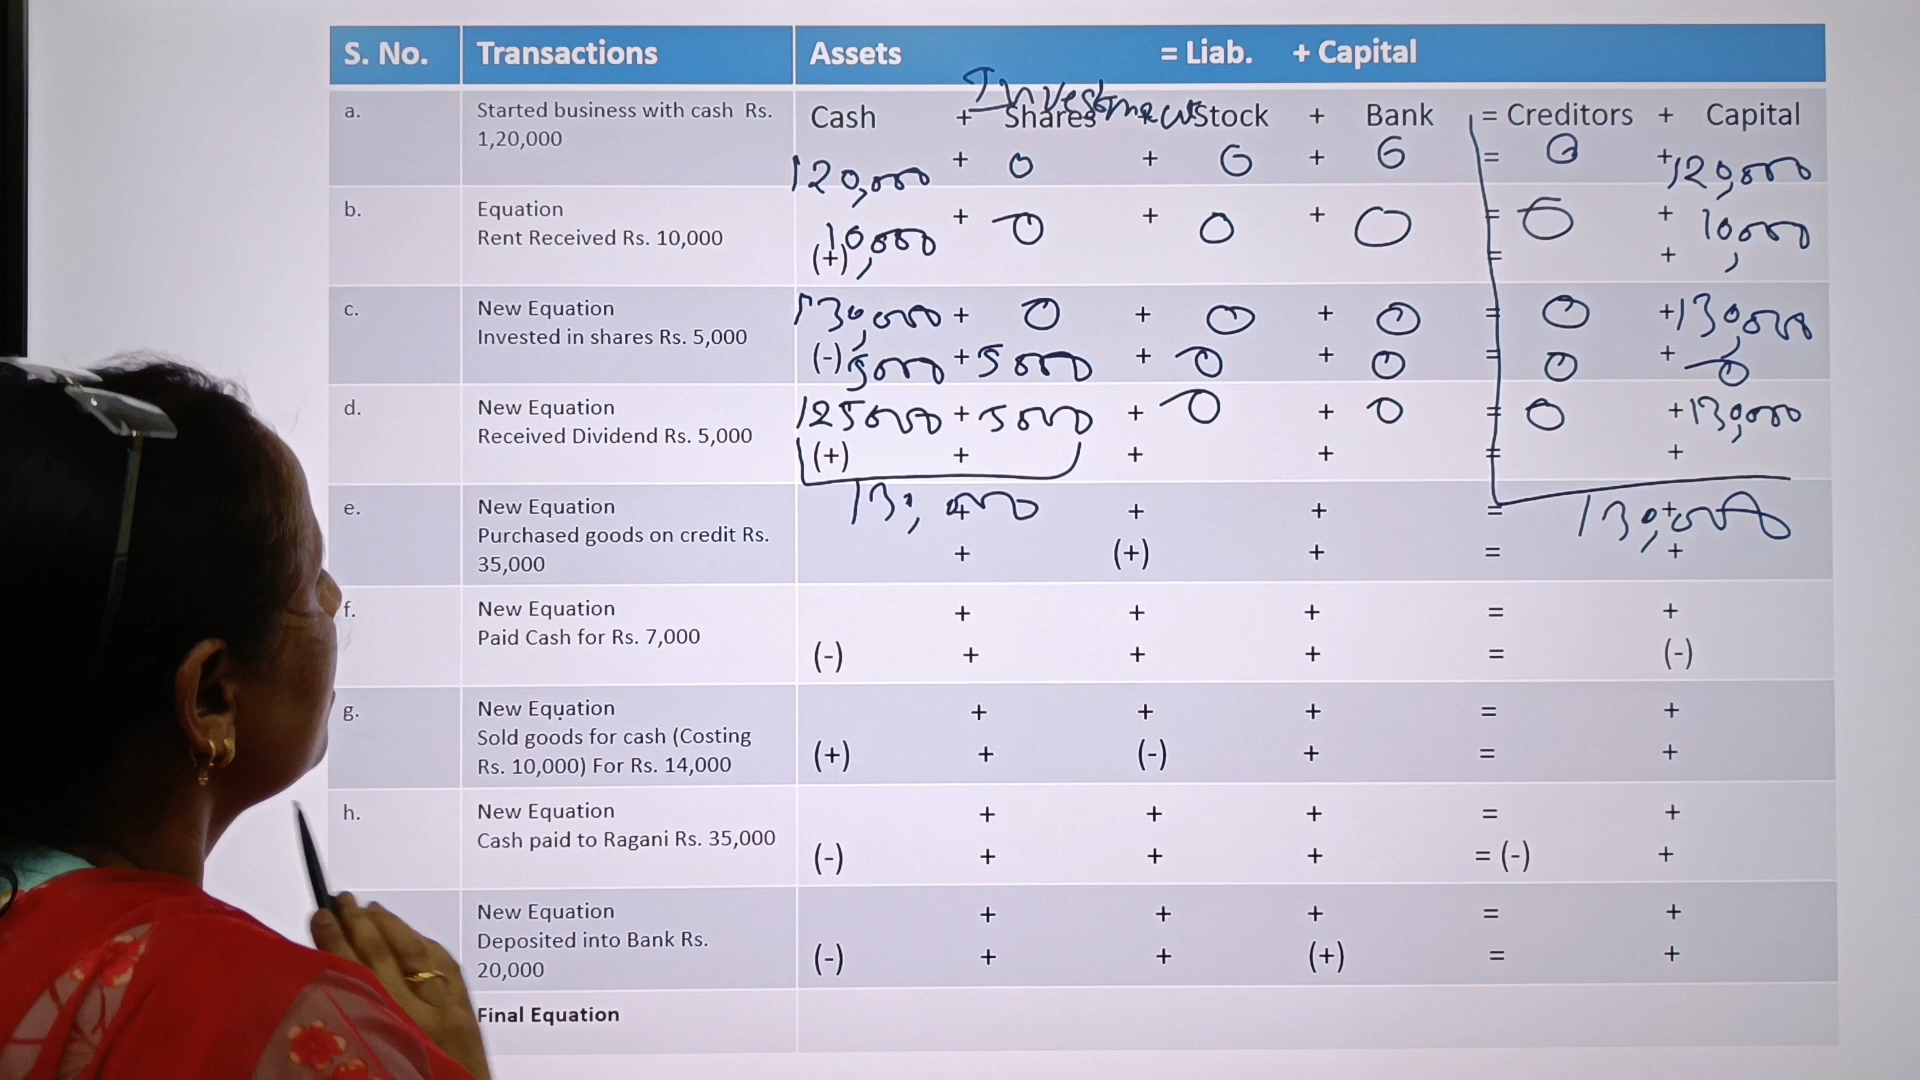 S. No. Transactions Assets = Liab. + Capital
Investment
a. Started business with cash Rs. 1,20,000 Cash + Shares + Stock + Bank = Creditors + Capital
120,000 + 0 + 0 + 0 = 0 + 120,000
b. Equation + 0 + 0 + 0 = 0 + 10,000
Rent Received Rs. 10,000 (+) 10,000 = +
c. New Equation 130,000 + 0 + 0 + 0 = 0 + 130,000
Invested in shares Rs. 5,000 (-) 5000 + 5000 + 0 + 0 = 0 + 0
d. New Equation 125000 + 5000 + 0 + 0 = 0 + 130,000
Received Dividend Rs. 5,000 (+) + + + = +
e. New Equation 130,000 + + + = 130,000 +
Purchased goods on credit Rs. 35,000 + (+) + = +
f. New Equation + + + = +
Paid Cash for Rs. 7,000 (-) + + + = (-)
g. New Equation + + + = +
Sold goods for cash (Costing Rs. 10,000) For Rs. 14,000 (+) + (-) + = +
h. New Equation + + + = +
Cash paid to Ragani Rs. 35,000 (-) + + + = (-) +
New Equation + + + = +
Deposited into Bank Rs. 20,000 (-) + + (+) = +
Final Equation